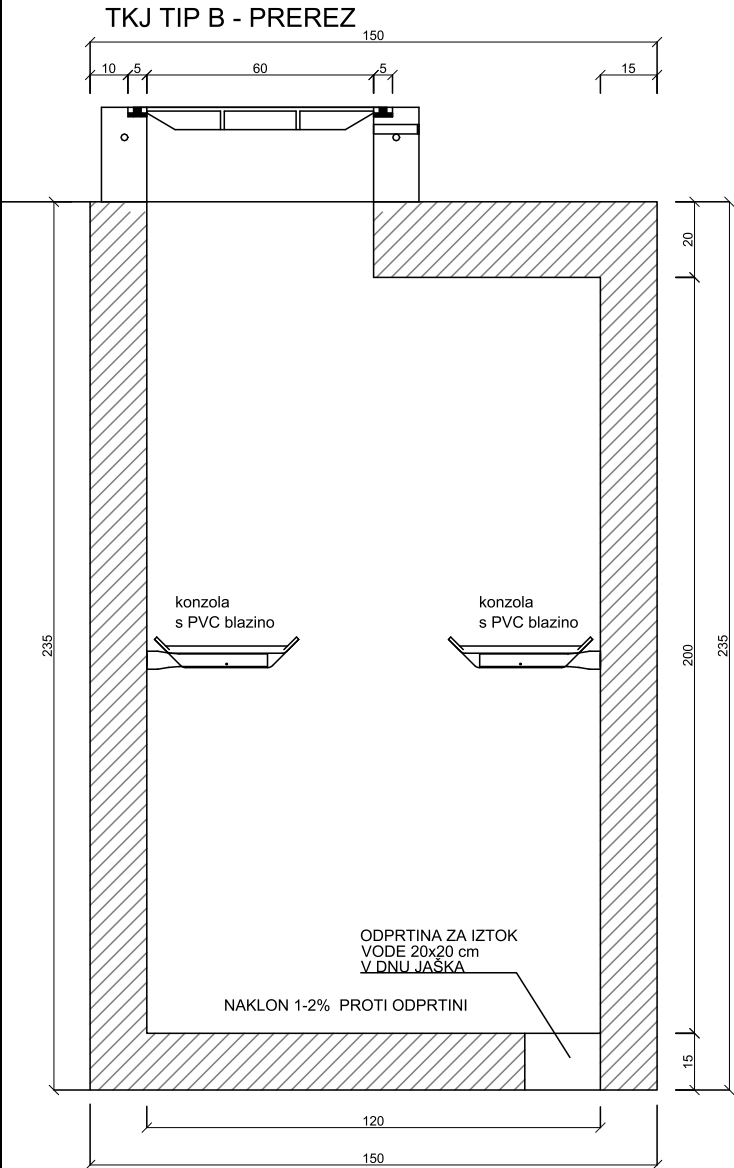 TKJ TIP B - PREREZ
150
10 5 60 5 15
20
konzola
s PVC blazino
konzola
s PVC blazino
235
200
235
ODPRTINA ZA IZTOK
VODE 20x20 cm
V DNU JAŠKA
NAKLON 1-2% PROTI ODPRTINI
15
120
150